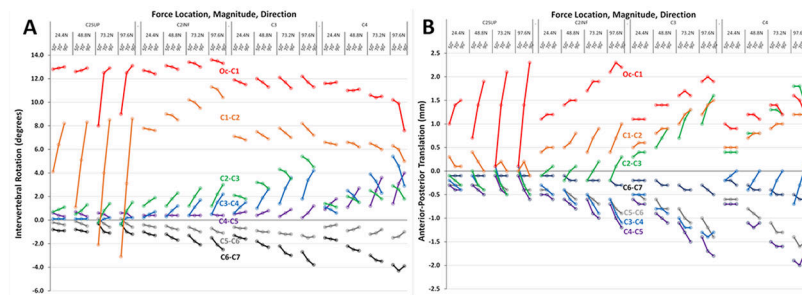 A
Force Location, Magnitude, Direction
C2SUP C2INF C3 C4
24.4N 48.8N 73.2N 97.6N 24.4N 48.8N 73.2N 97.6N 24.4N 48.8N 73.2N 97.6N 24.4N 48.8N 73.2N 97.6N
Intervertebral Rotation (degrees)
14.0
12.0
10.0
8.0
6.0
4.0
2.0
0.0
-2.0
-4.0
-6.0
Oc-C1
C1-C2
C2-C3
C3-C4
C4-C5
C5-C6
C6-C7
B
Force Location, Magnitude, Direction
C2SUP C2INF C3 C4
24.4N 48.8N 73.2N 97.6N 24.4N 48.8N 73.2N 97.6N 24.4N 48.8N 73.2N 97.6N 24.4N 48.8N 73.2N 97.6N
Anterior-Posterior Translation (mm)
2.5
2.0
1.5
1.0
0.5
0.0
-0.5
-1.0
-1.5
-2.0
Oc-C1
C1-C2
C2-C3
C6-C7
C5-C6
C3-C4
C4-C5